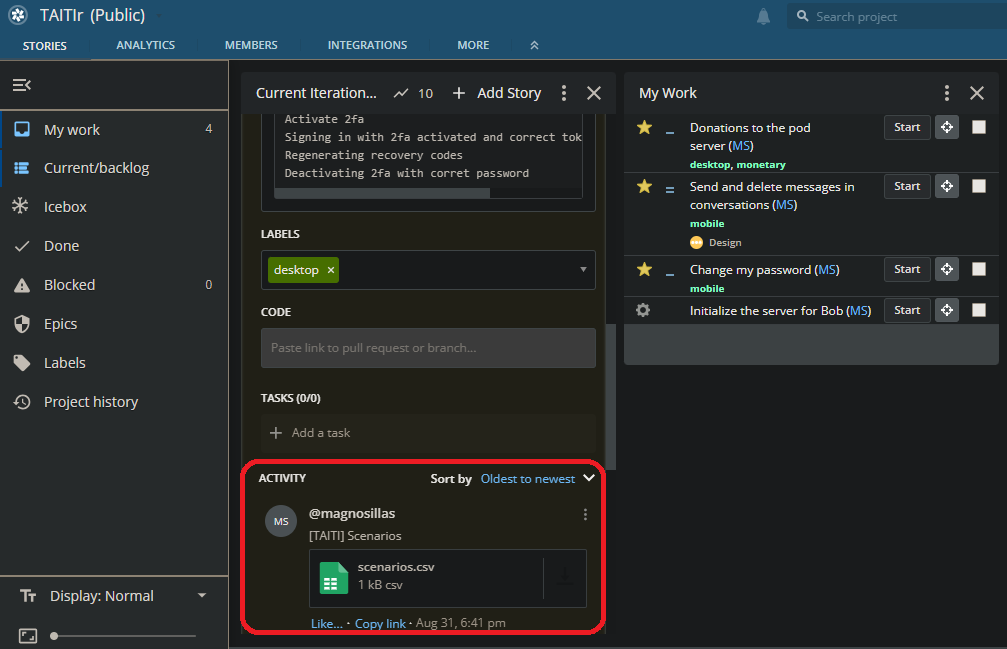 TAITIr (Public)
Search project
STORIES
ANALYTICS
MEMBERS
INTEGRATIONS
MORE
My work
4
Current/backlog
Icebox
Done
Blocked
0
Epics
Labels
Project history
Display: Normal
Current Iteration...
10
Add Story
Activate 2fa
Signing in with 2fa activated and correct tok
Regenerating recovery codes
Deactivating 2fa with corret password
LABELS
desktop ×
CODE
Paste link to pull request or branch...
TASKS (0/0)
Add a task
ACTIVITY
Sort by Oldest to newest
MS
@magnosillas
[TAITI] Scenarios
scenarios.csv
1 kB csv
Like... • Copy link • Aug 31, 6:41 pm
My Work
Donations to the pod
server (MS)
desktop, monetary
Start
Send and delete messages in
conversations (MS)
mobile
Design
Start
Change my password (MS)
mobile
Start
Initialize the server for Bob (MS)
Start